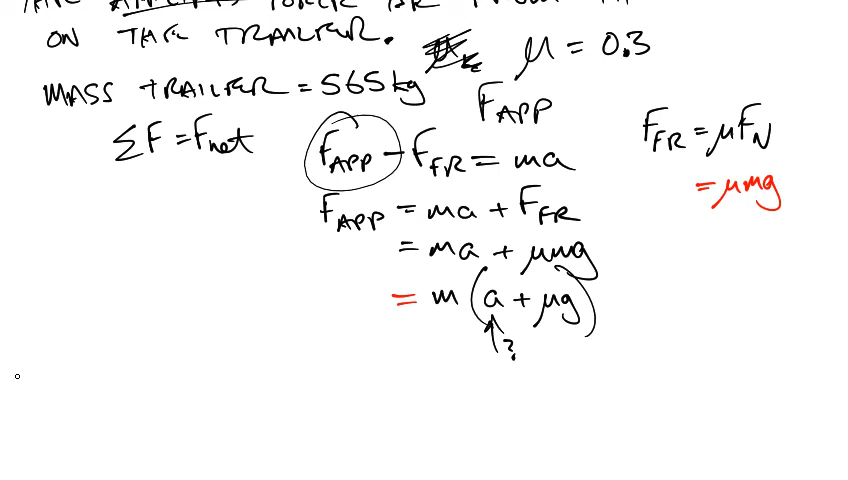 ON THE TRAILER.
μ = 0.3
MASS TRAILER = 565 kg
F_APP
ΣF = F_net
F_APP - F_FR = ma
F_FR = μF_N
= μmg
F_APP = ma + F_FR
= ma + μmg
= m(a + μg)
?